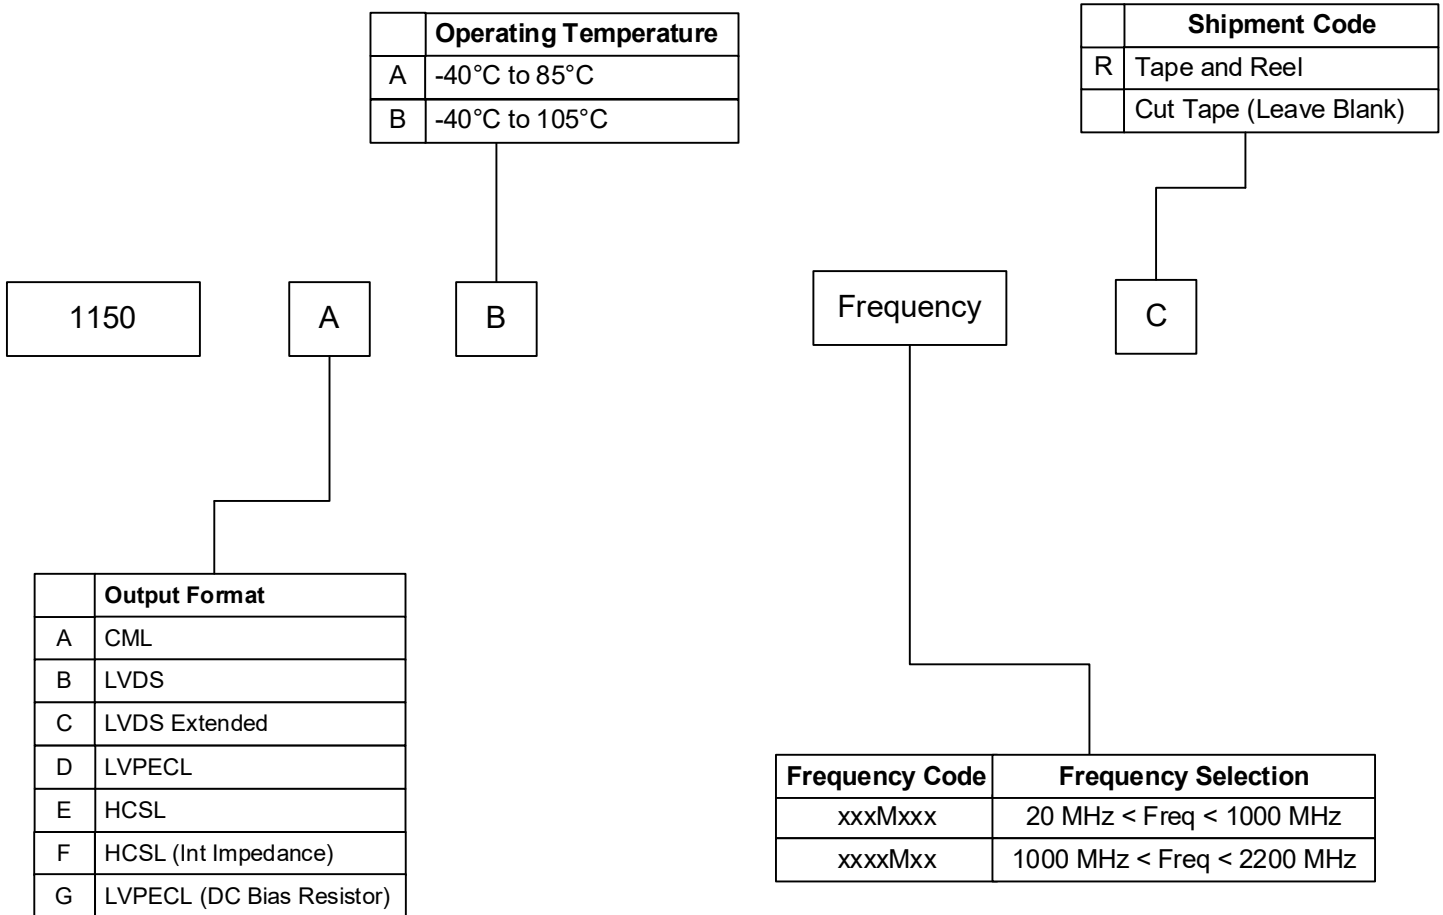 Operating Temperature
A -40°C to 85°C
B -40°C to 105°C
Shipment Code
R Tape and Reel
Cut Tape (Leave Blank)
1150
A
B
Frequency
C
Output Format
A CML
B LVDS
C LVDS Extended
D LVPECL
E HCSL
F HCSL (Int Impedance)
G LVPECL (DC Bias Resistor)
Frequency Code Frequency Selection
xxxMxxx 20 MHz < Freq < 1000 MHz
xxxxMxx 1000 MHz < Freq < 2200 MHz